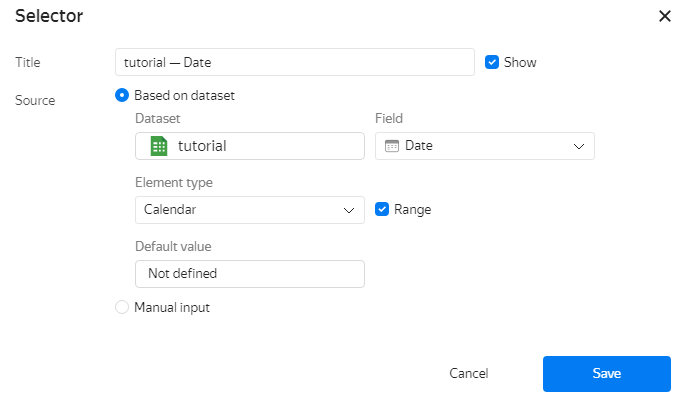 Selector
Title
tutorial — Date
Show
Source
Based on dataset
Dataset
Field
tutorial
Date
Element type
Calendar
Range
Default value
Not defined
Manual input
Cancel
Save